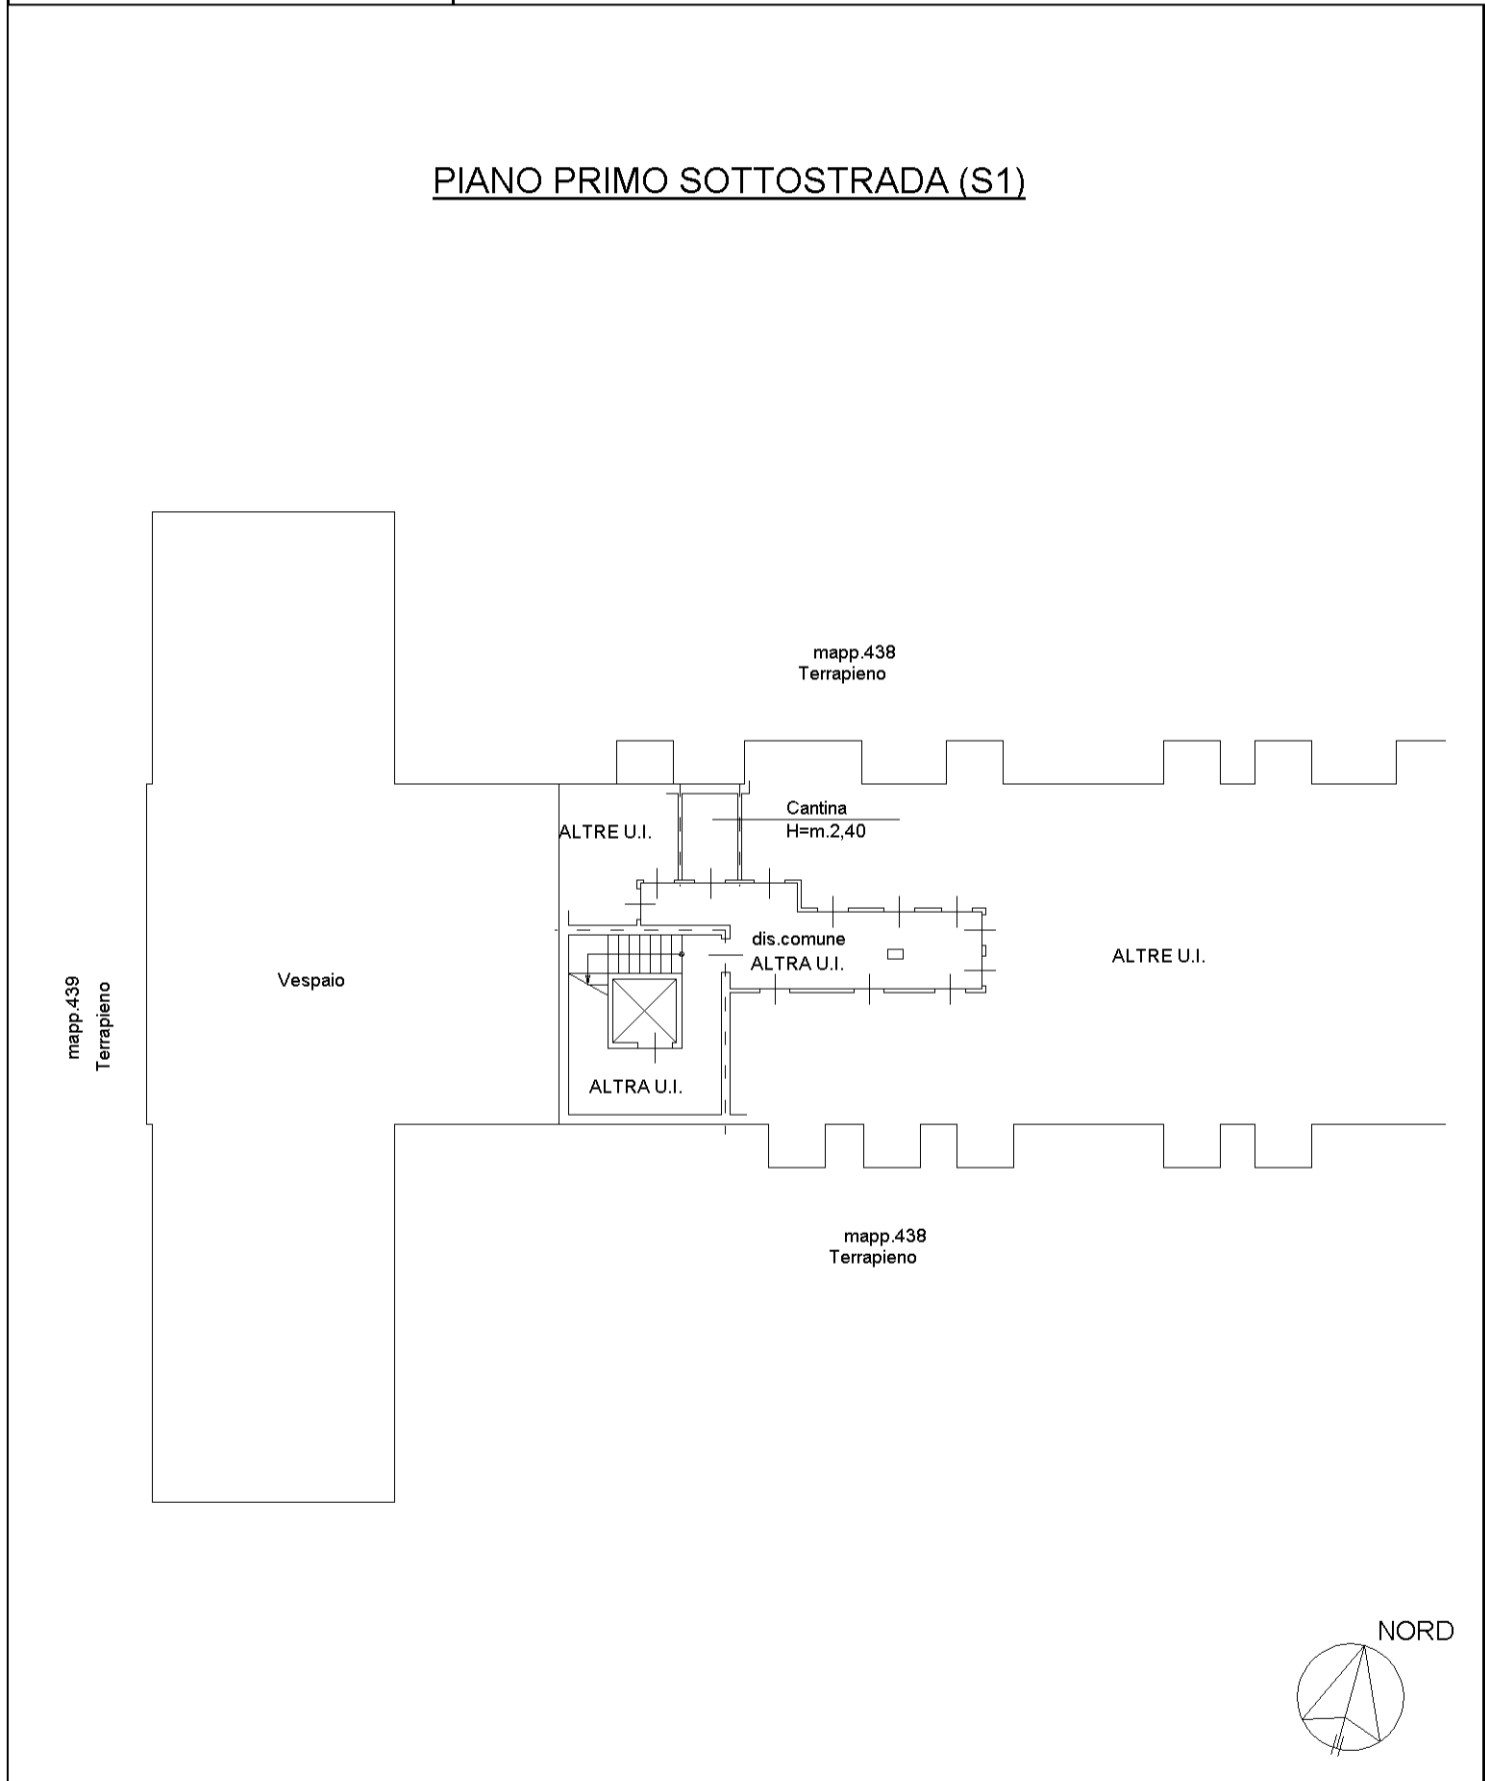 PIANO PRIMO SOTTOSTRADA (S1)
mapp.438
Terrapieno
Cantina
H=m.2,40
ALTRE U.I.
dis.comune
ALTRA U.I.
ALTRE U.I.
Vespaio
mapp.439
Terrapieno
ALTRA U.I.
mapp.438
Terrapieno
NORD